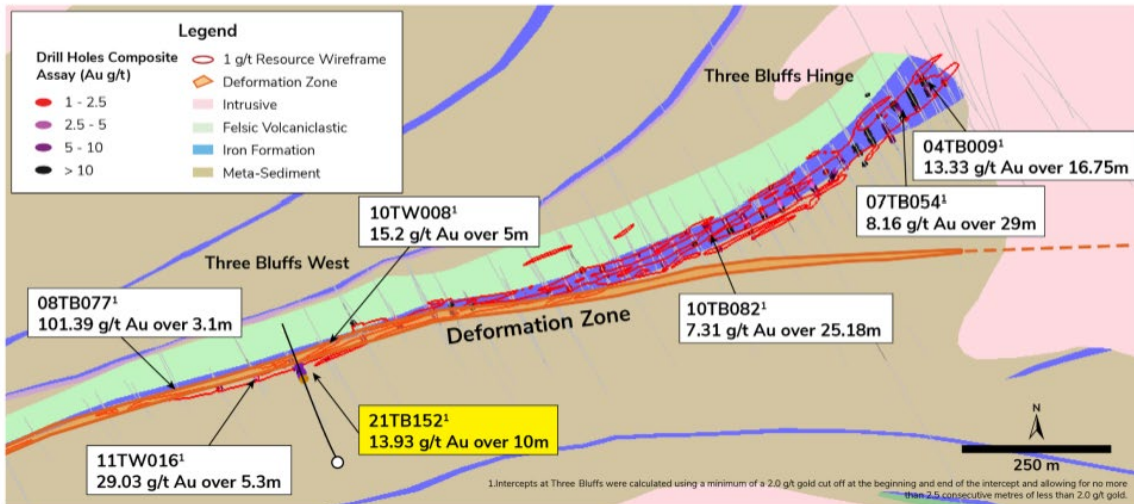 Legend
Drill Holes Composite
Assay (Au g/t)
1 - 2.5
2.5 - 5
5 - 10
> 10
1 g/t Resource Wireframe
Deformation Zone
Intrusive
Felsic Volcaniclastic
Iron Formation
Meta-Sediment
Three Bluffs Hinge
04TB009¹
13.33 g/t Au over 16.75m
07TB054¹
8.16 g/t Au over 29m
10TW008¹
15.2 g/t Au over 5m
Three Bluffs West
08TB077¹
101.39 g/t Au over 3.1m
10TB082¹
7.31 g/t Au over 25.18m
Deformation Zone
21TB152¹
13.93 g/t Au over 10m
11TW016¹
29.03 g/t Au over 5.3m
N
250 m
1.Intercepts at Three Bluffs were calculated using a minimum of a 2.0 g/t gold cut off at the beginning and end of the intercept and allowing for no more
than 2.5 consecutive metres of less than 2.0 g/t gold.